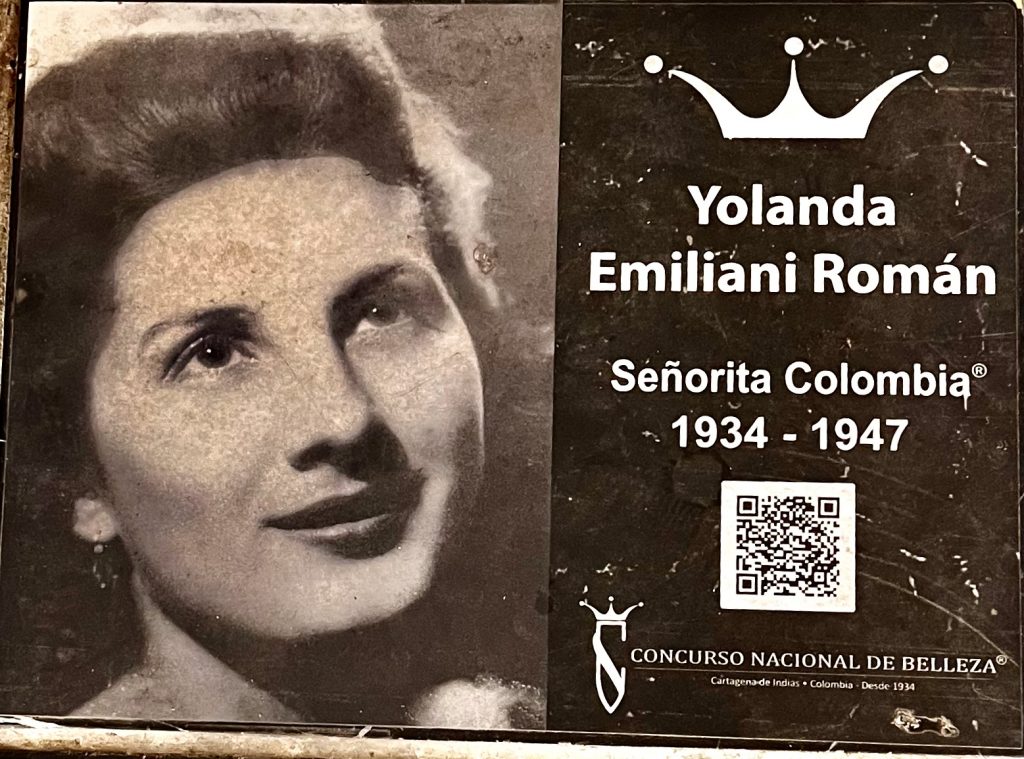 Yolanda
Emiliani Román
Señorita Colombia®
1934 - 1947
CONCURSO NACIONAL DE BELLEZA®
Cartagena de Indias • Colombia - Desde 1934